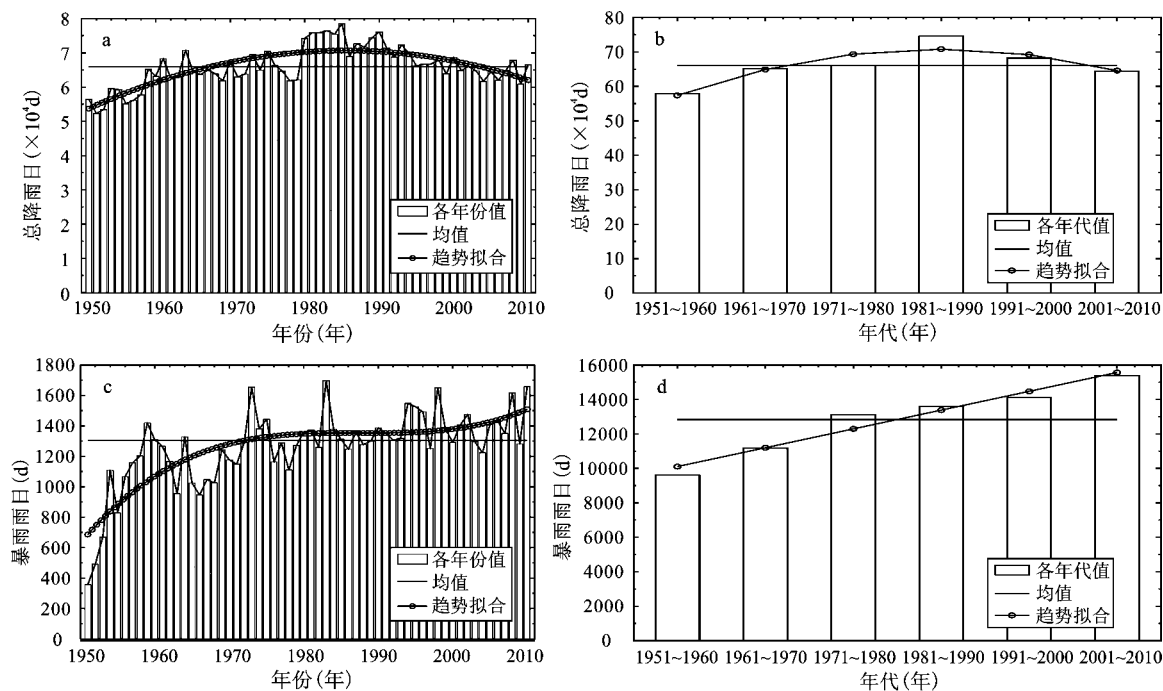 a
总降雨日(×10⁴d)
8
7
6
5
4
3
2
1
0
各年份值
均值
趋势拟合
1950 1960 1970 1980 1990 2000 2010
年份(年)
b
总降雨日(×10⁴d)
80
70
60
50
40
30
20
10
0
各年代值
均值
趋势拟合
1951~1960 1961~1970 1971~1980 1981~1990 1991~2000 2001~2010
年代(年)
c
暴雨雨日(d)
1800
1600
1400
1200
1000
800
600
400
200
0
各年份值
均值
趋势拟合
1950 1960 1970 1980 1990 2000 2010
年份(年)
d
暴雨雨日(d)
16000
14000
12000
10000
8000
6000
4000
2000
0
各年代值
均值
趋势拟合
1951~1960 1961~1970 1971~1980 1981~1990 1991~2000 2001~2010
年代(年)